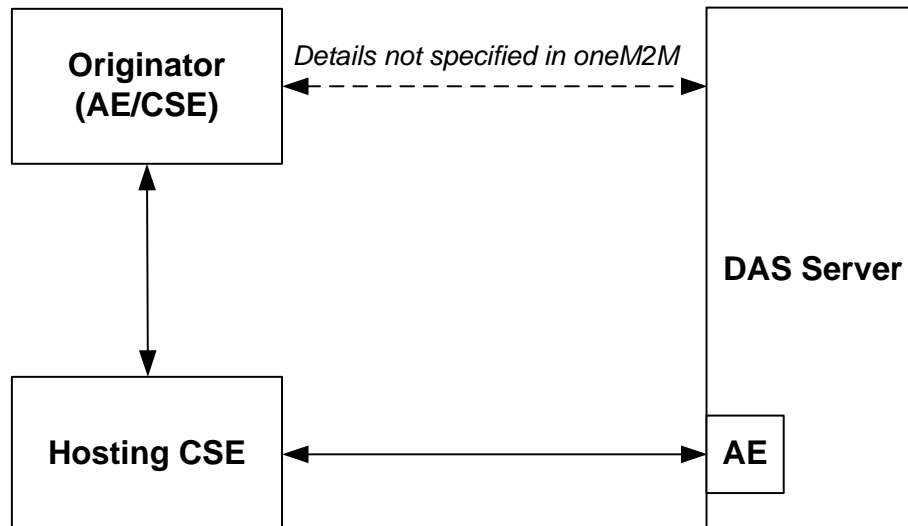 Originator
(AE/CSE)
Details not specified in oneM2M
DAS Server
Hosting CSE
AE